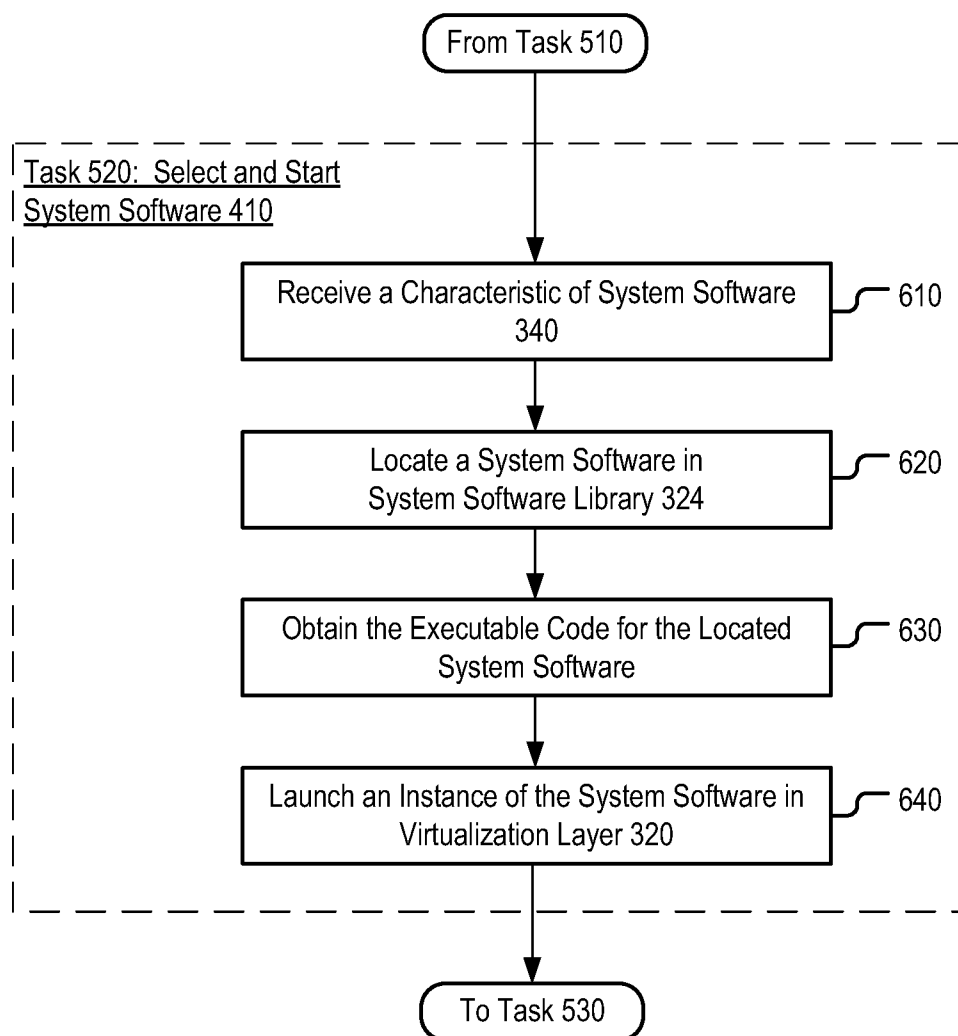 From Task 510
Task 520: Select and Start
System Software 410
Receive a Characteristic of System Software
340
610
Locate a System Software in
System Software Library 324
620
Obtain the Executable Code for the Located
System Software
630
Launch an Instance of the System Software in
Virtualization Layer 320
640
To Task 530